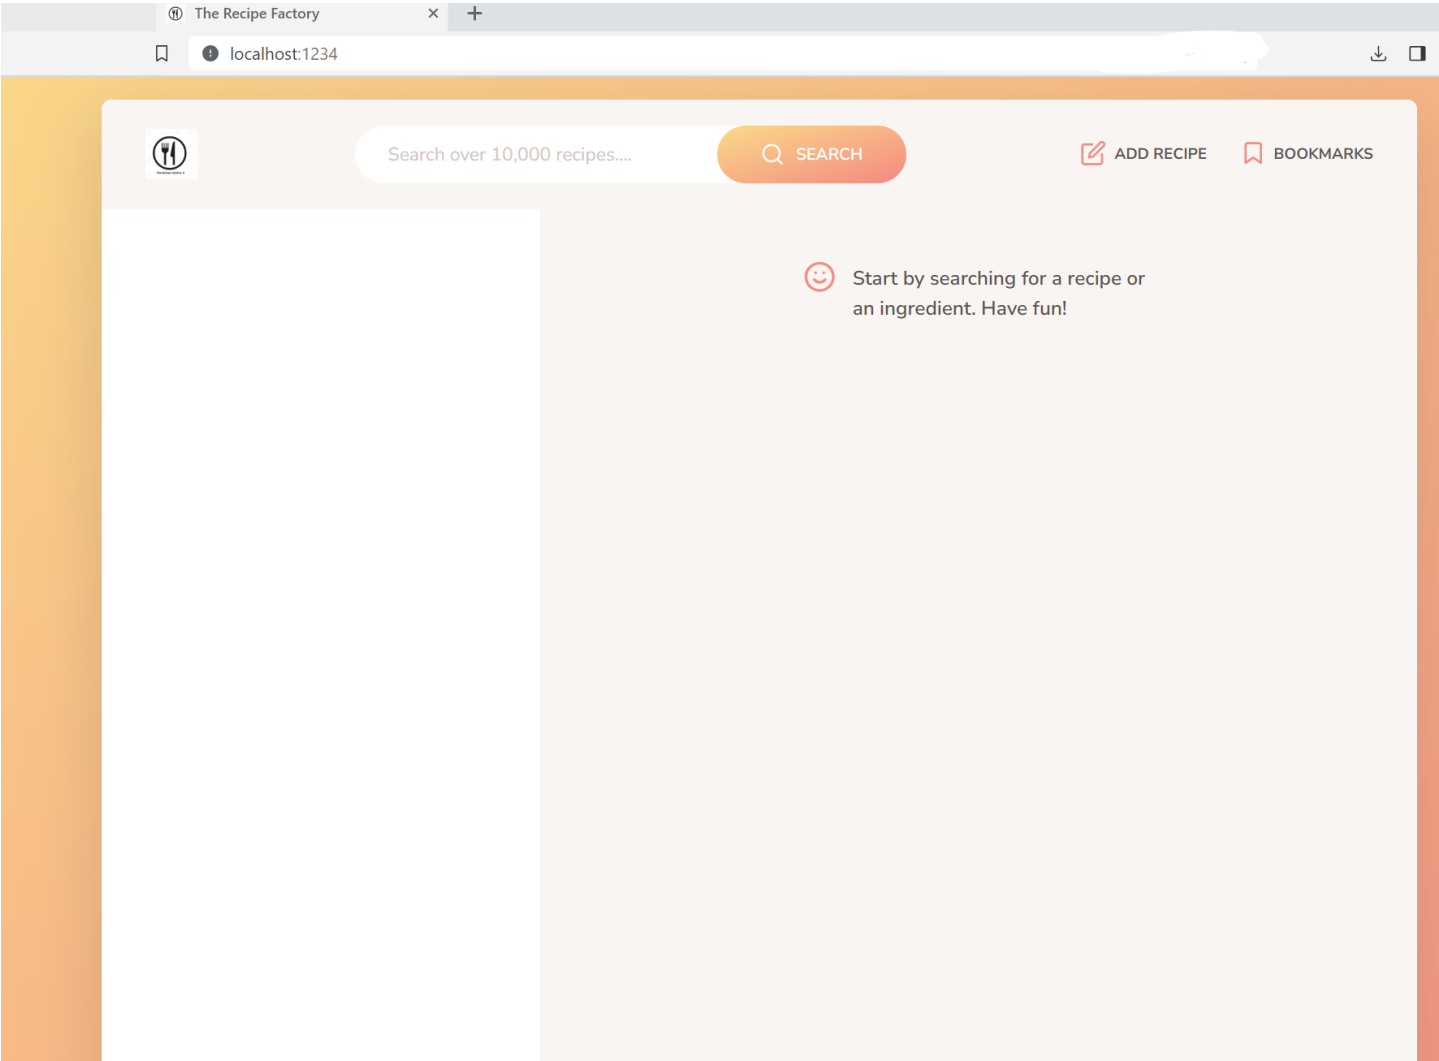 The Recipe Factory
localhost:1234
Search over 10,000 recipes....
SEARCH
ADD RECIPE
BOOKMARKS
Start by searching for a recipe or
an ingredient. Have fun!